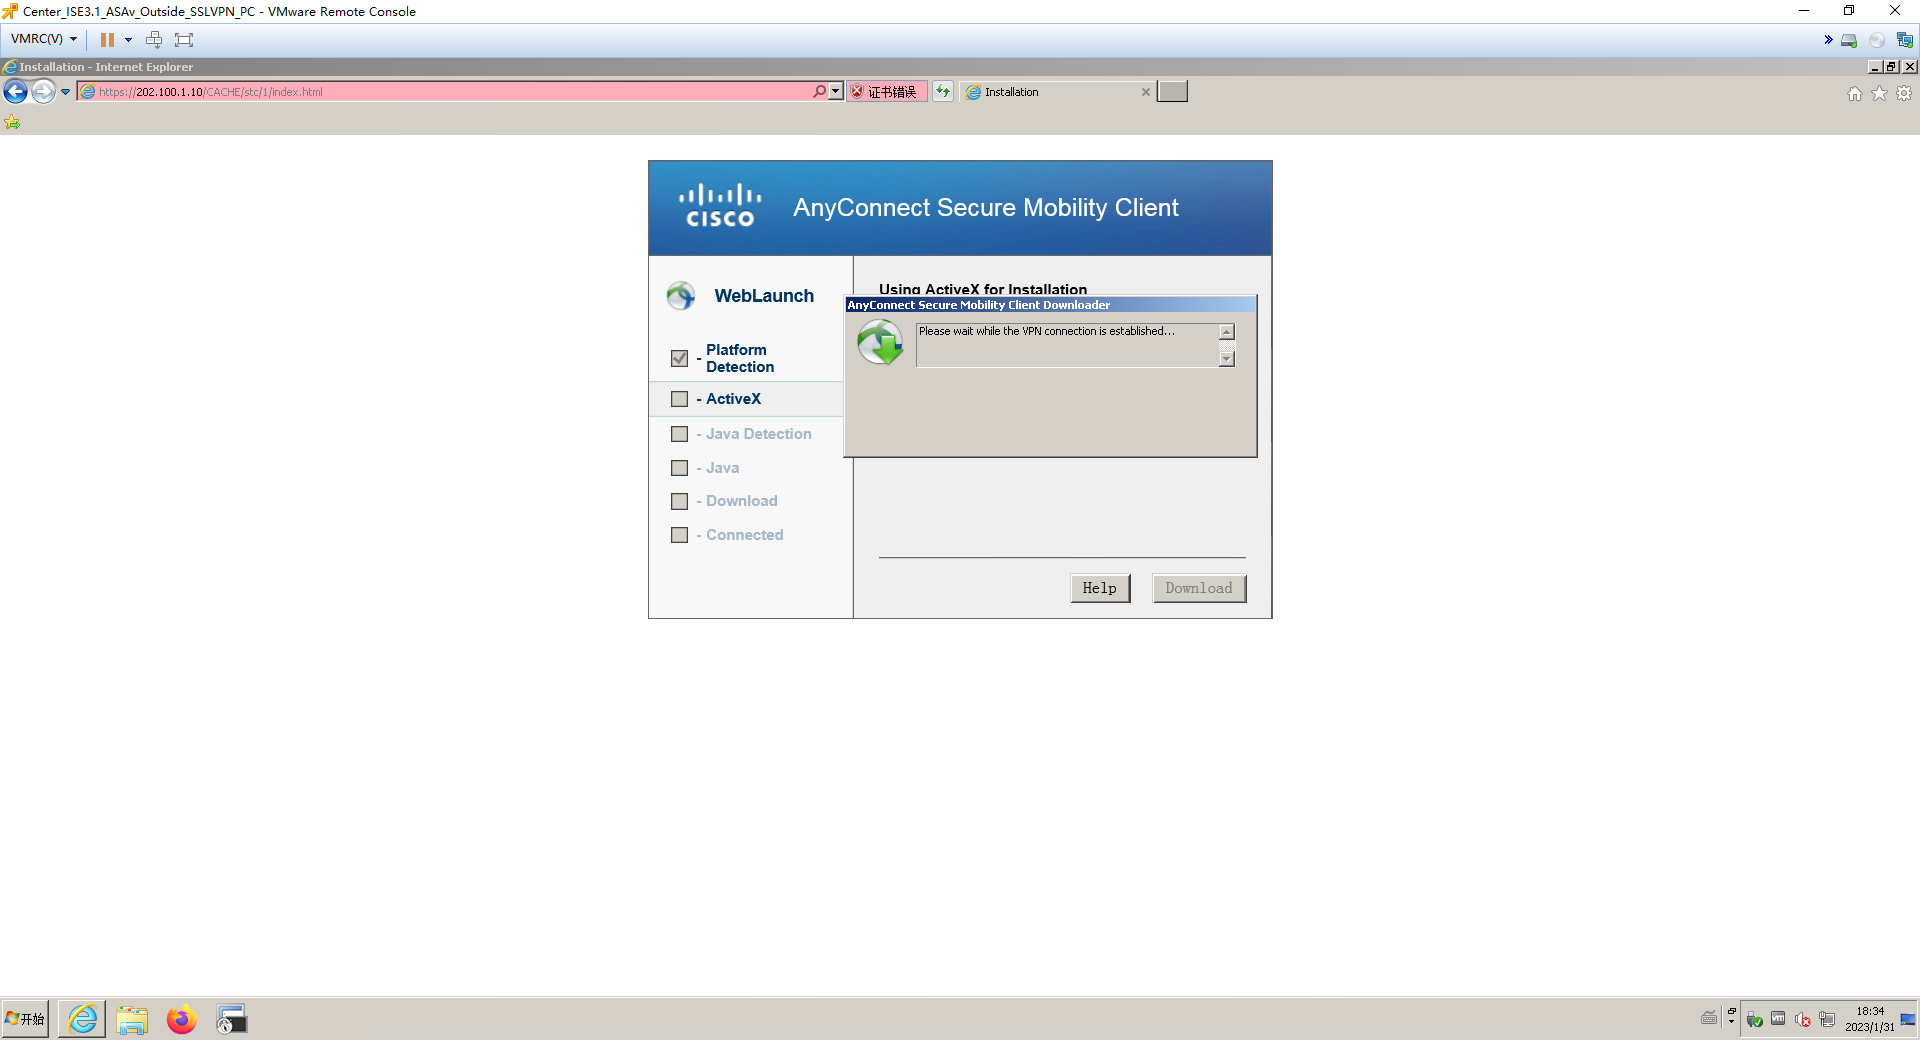 Center_ISE3.1_ASAv_Outside_SSLVPN_PC - VMware Remote Console
VMRC(V)
Installation - Internet Explorer
https://202.100.1.10/CACHE/stc/1/index.html
证书错误
Installation
CISCO
AnyConnect Secure Mobility Client
WebLaunch
Using ActiveX for Installation
AnyConnect Secure Mobility Client Downloader
Please wait while the VPN connection is established...
- Platform
Detection
- ActiveX
- Java Detection
- Java
- Download
- Connected
Help
Download
开始
vm
18:34
2023/1/31